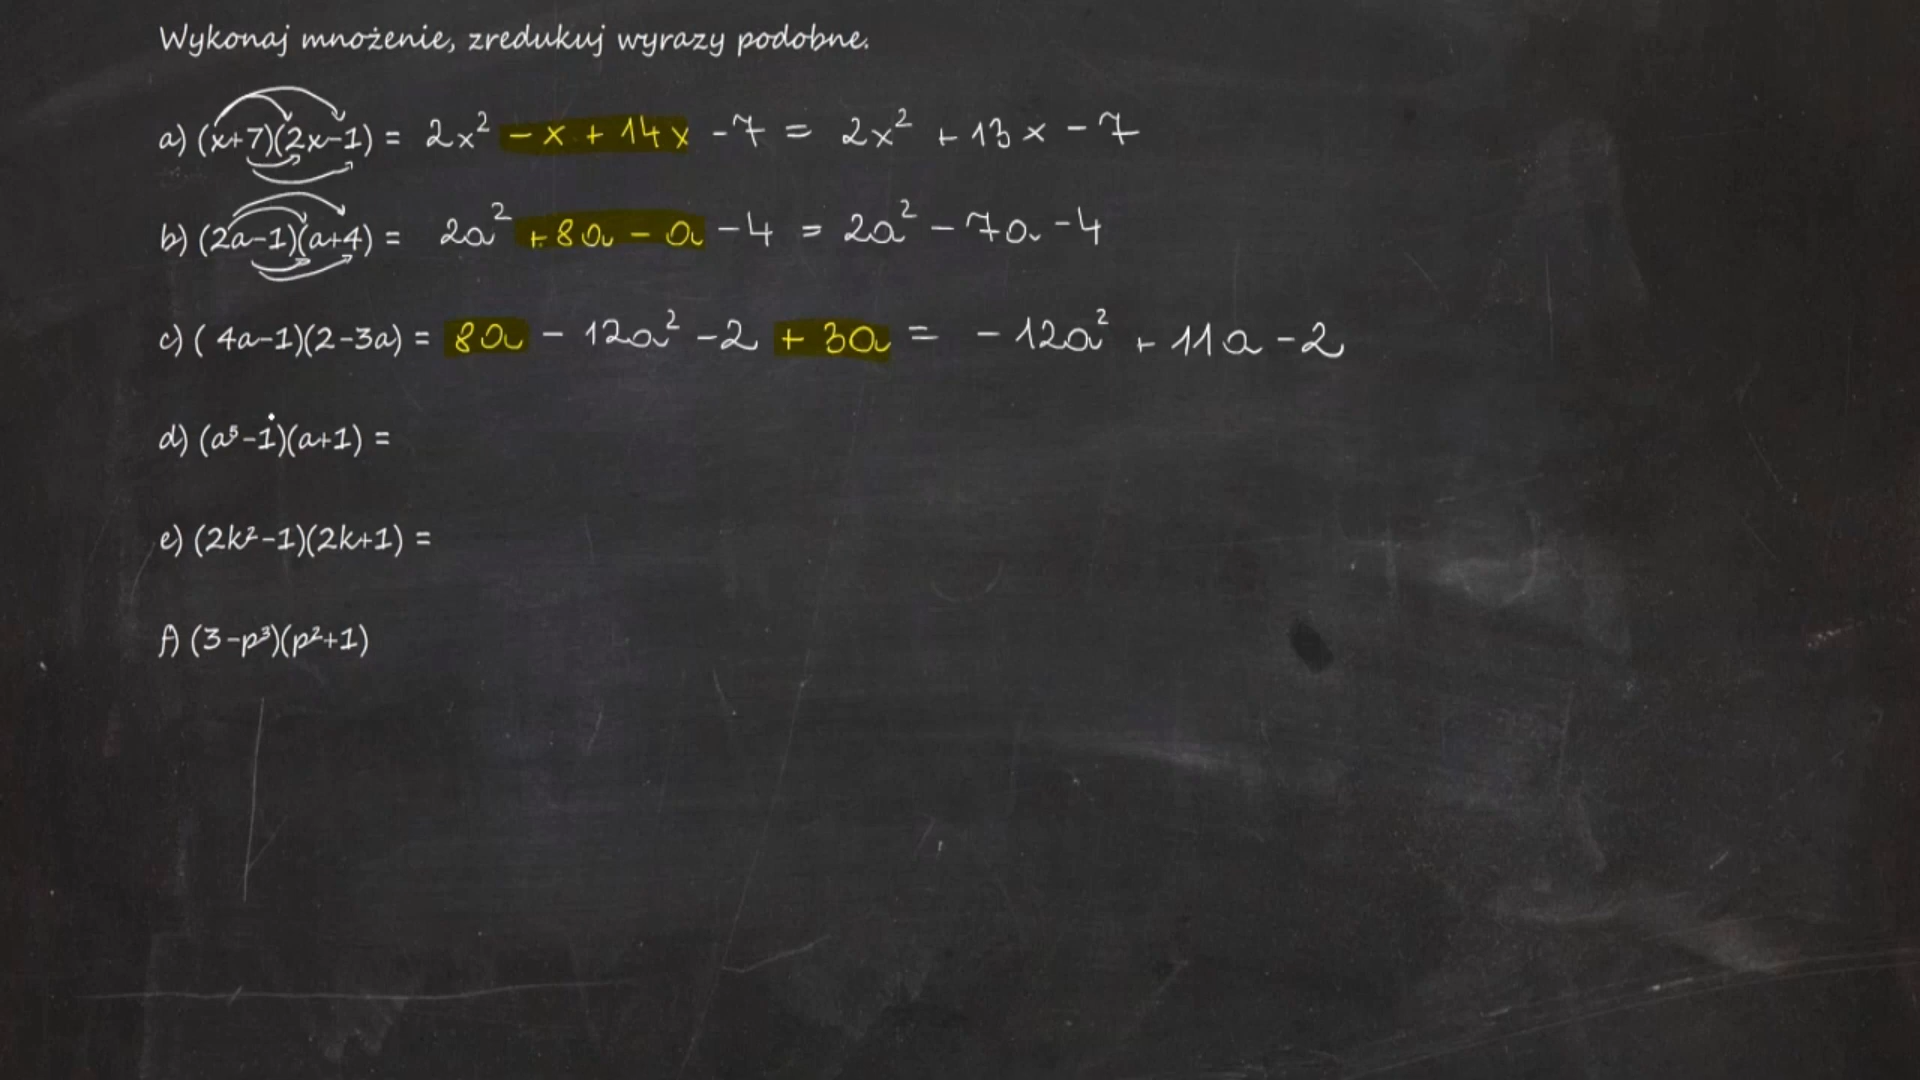 Wykonaj mnożenie, zredukuj wyrazy podobne.
a) (x+7)(2x-1) = 2x² - x + 14x - 7 = 2x² + 13x - 7
b) (2a-1)(a+4) = 2a² + 8a - a - 4 = 2a² - 7a - 4
c) ( 4a-1)(2-3a) = 8a - 12a² - 2 + 3a = - 12a² + 11a - 2
d) (a⁵-1)(a+1) =
e) (2k²-1)(2k+1) =
f) (3-p³)(p²+1)